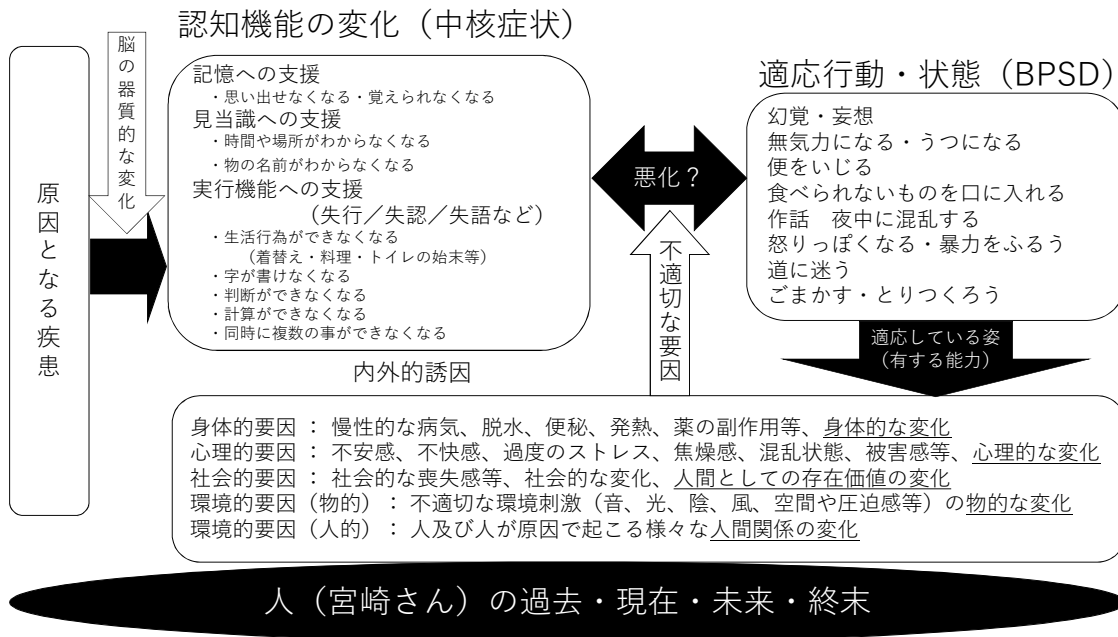 認知機能の変化（中核症状）
脳の器質的な変化
原因となる疾患
記憶への支援
・思い出せなくなる・覚えられなくなる
見当識への支援
・時間や場所がわからなくなる
・物の名前がわからなくなる
実行機能への支援
（失行／失認／失語など）
・生活行為ができなくなる
（着替え・料理・トイレの始末等）
・字が書けなくなる
・判断ができなくなる
・計算ができなくなる
・同時に複数の事ができなくなる
悪化？
不適切な要因
適応行動・状態（BPSD）
幻覚・妄想
無気力になる・うつになる
便をいじる
食べられないものを口に入れる
作話　夜中に混乱する
怒りっぽくなる・暴力をふるう
道に迷う
ごまかす・とりつくろう
適応している姿
（有する能力）
内外的誘因
身体的要因 ： 慢性的な病気、脱水、便秘、発熱、薬の副作用等、身体的な変化
心理的要因 ： 不安感、不快感、過度のストレス、焦燥感、混乱状態、被害感等、心理的な変化
社会的要因 ： 社会的な喪失感等、社会的な変化、人間としての存在価値の変化
環境的要因（物的） ： 不適切な環境刺激（音、光、陰、風、空間や圧迫感等）の物的な変化
環境的要因（人的） ： 人及び人が原因で起こる様々な人間関係の変化
人（宮崎さん）の過去・現在・未来・終末